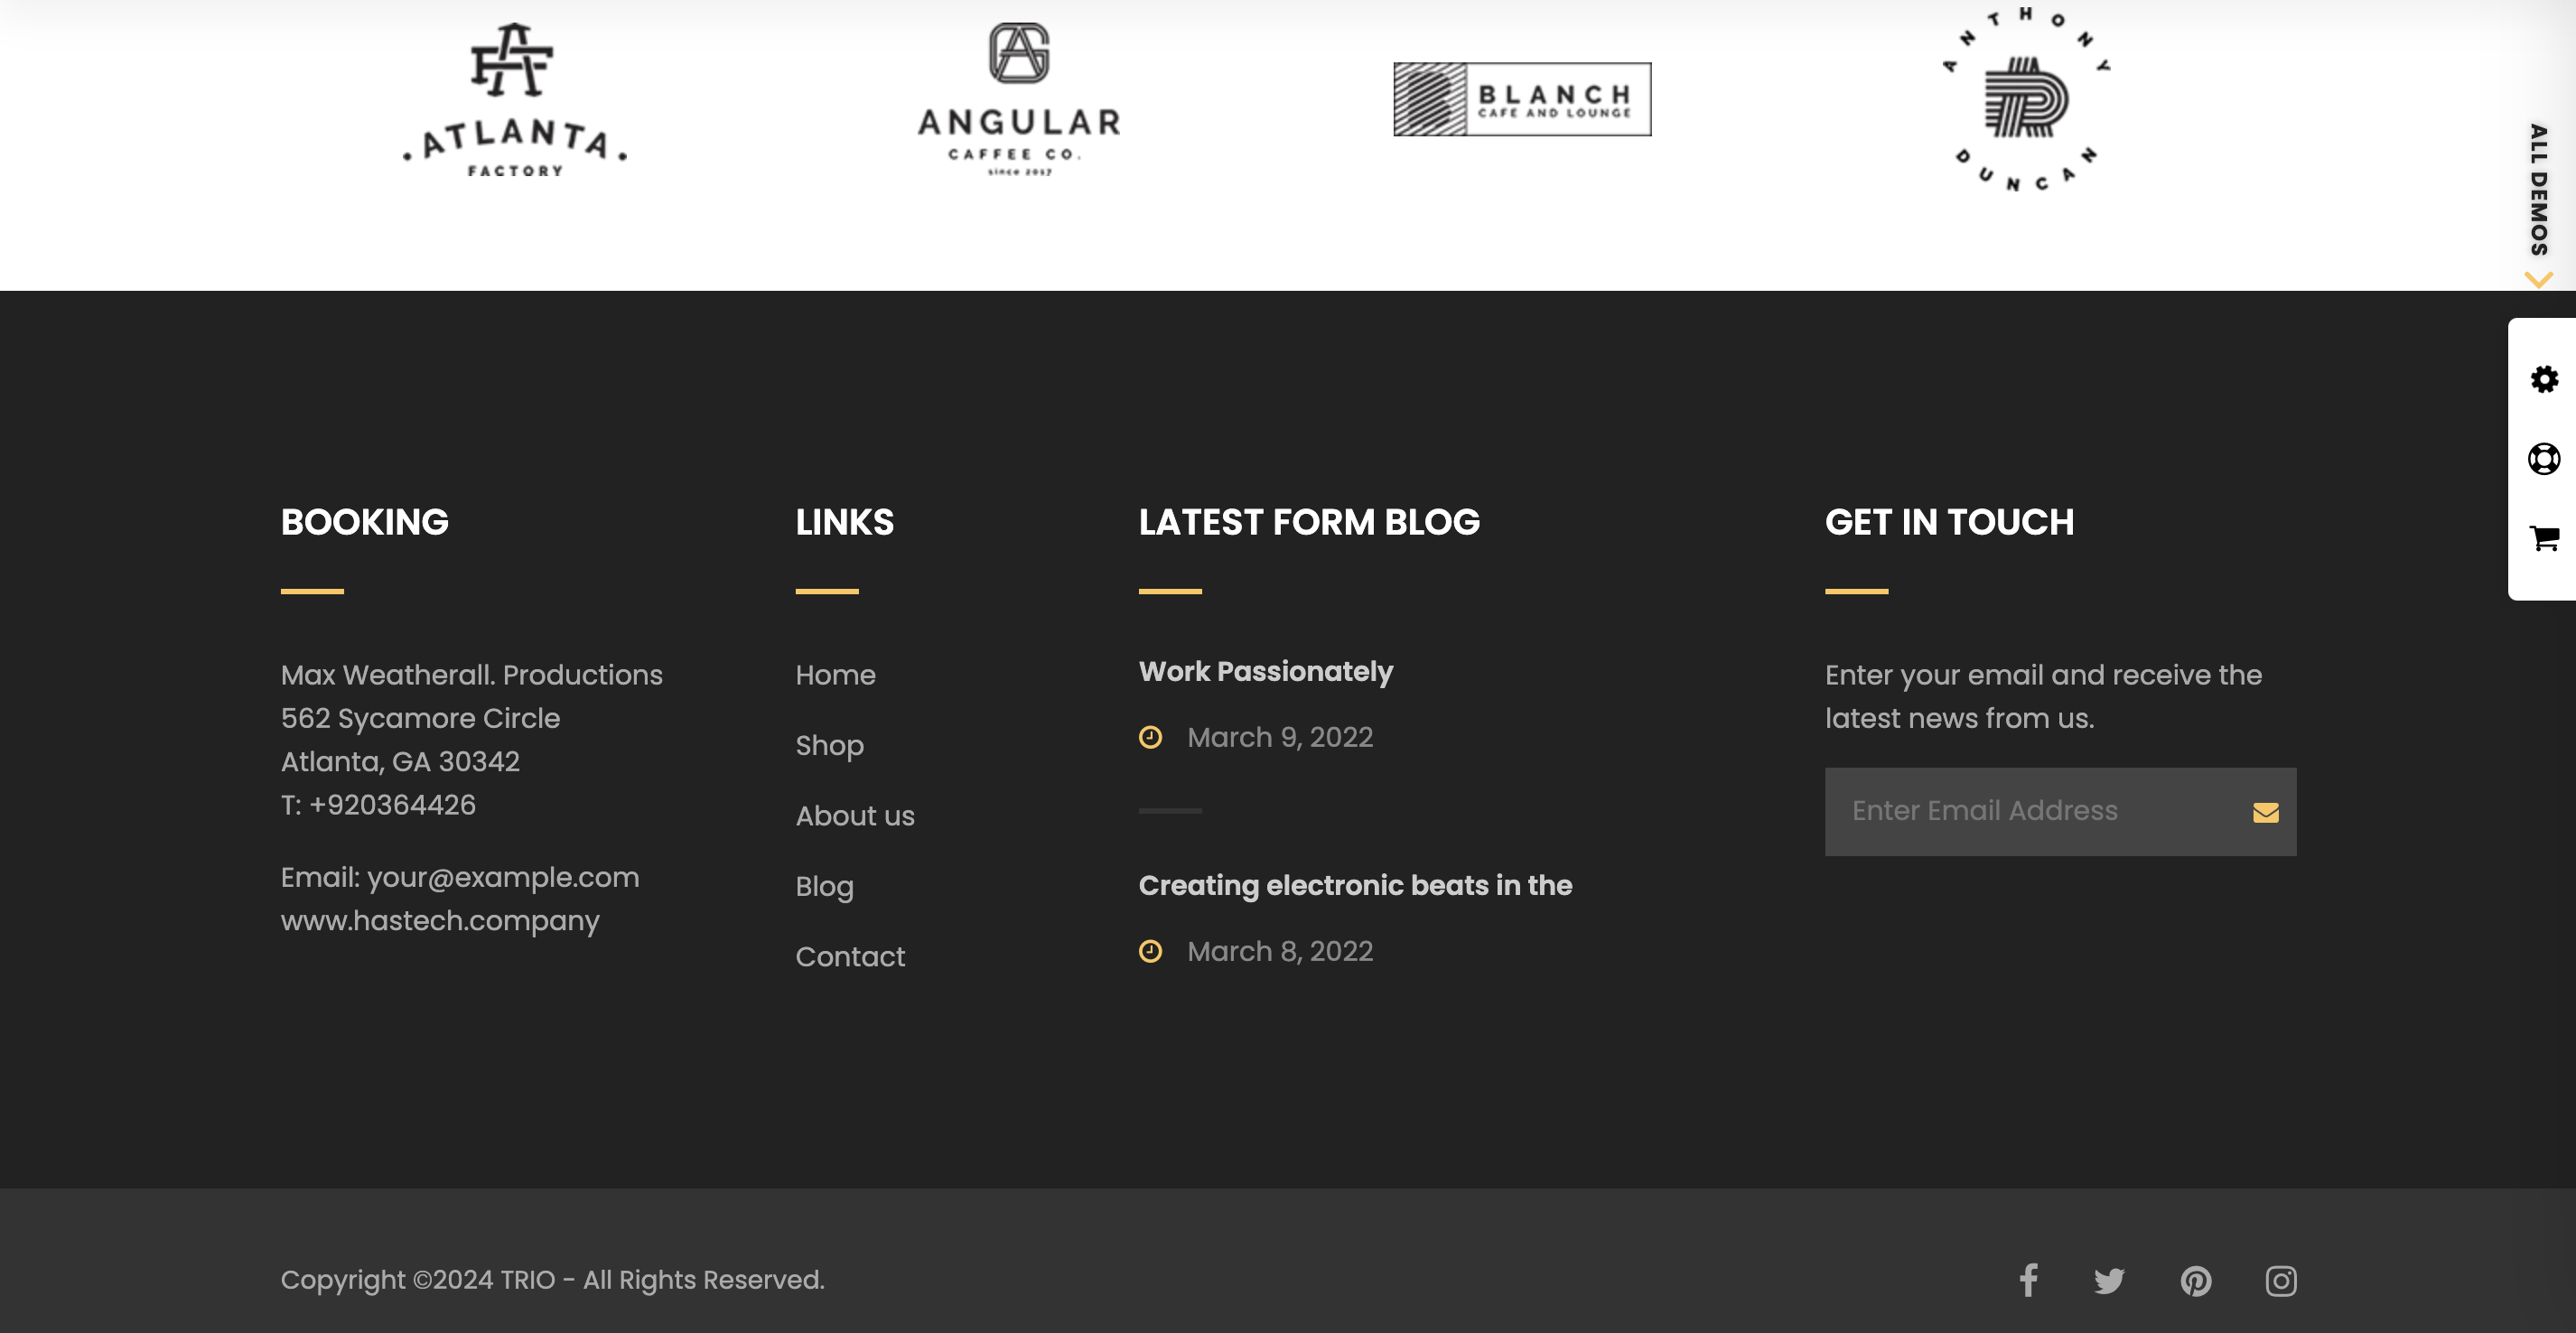 ATLANTA
FACTORY
ANGULAR
CAFFEE CO.
since 2017
BLANCH
CAFE AND LOUNGE
ANTHONY
DUNCAN
ALL DEMOS
BOOKING
Max Weatherall. Productions
562 Sycamore Circle
Atlanta, GA 30342
T: +920364426
Email: your@example.com
www.hastech.company
LINKS
Home
Shop
About us
Blog
Contact
LATEST FORM BLOG
Work Passionately
March 9, 2022
Creating electronic beats in the
March 8, 2022
GET IN TOUCH
Enter your email and receive the
latest news from us.
Enter Email Address
Copyright ©2024 TRIO - All Rights Reserved.